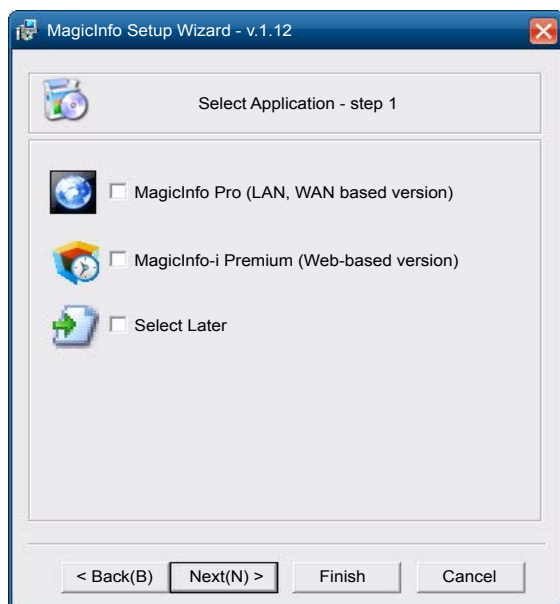 MagicInfo Setup Wizard - v.1.12
Select Application - step 1
MagicInfo Pro (LAN, WAN based version)
MagicInfo-i Premium (Web-based version)
Select Later
< Back(B) Next(N) > Finish Cancel